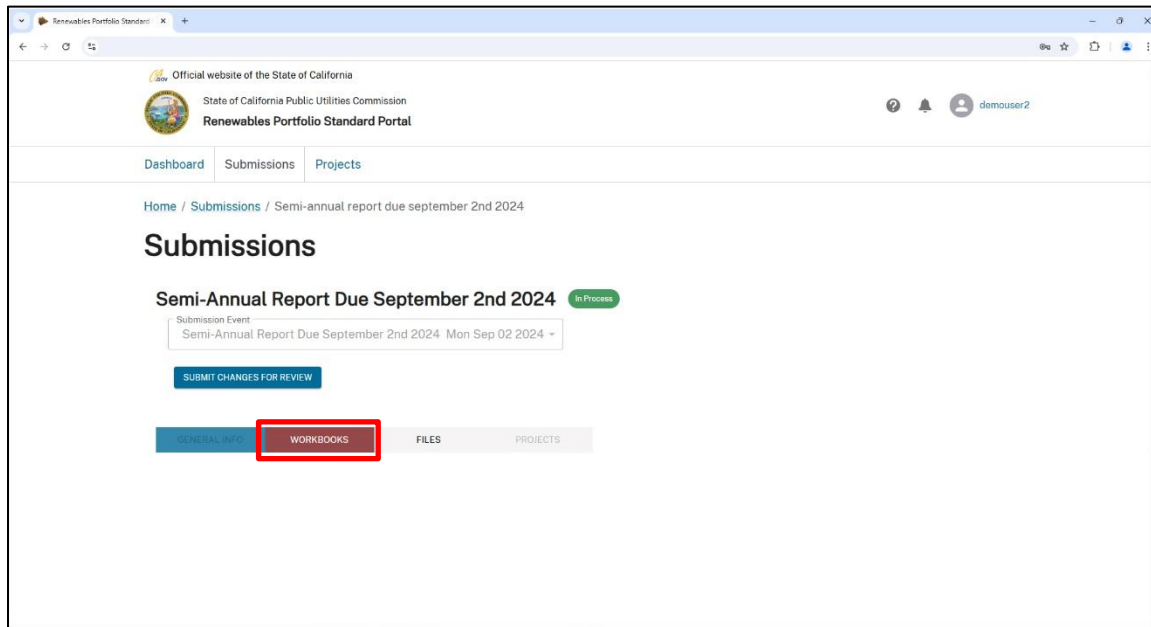 Renewables Portfolio Standard
Official website of the State of California
State of California Public Utilities Commission
Renewables Portfolio Standard Portal
demouser2
Dashboard Submissions Projects
Home / Submissions / Semi-annual report due september 2nd 2024
Submissions
Semi-Annual Report Due September 2nd 2024 In Process
Submission Event
Semi-Annual Report Due September 2nd 2024 Mon Sep 02 2024
SUBMIT CHANGES FOR REVIEW
GENERAL INFO WORKBOOKS FILES PROJECTS